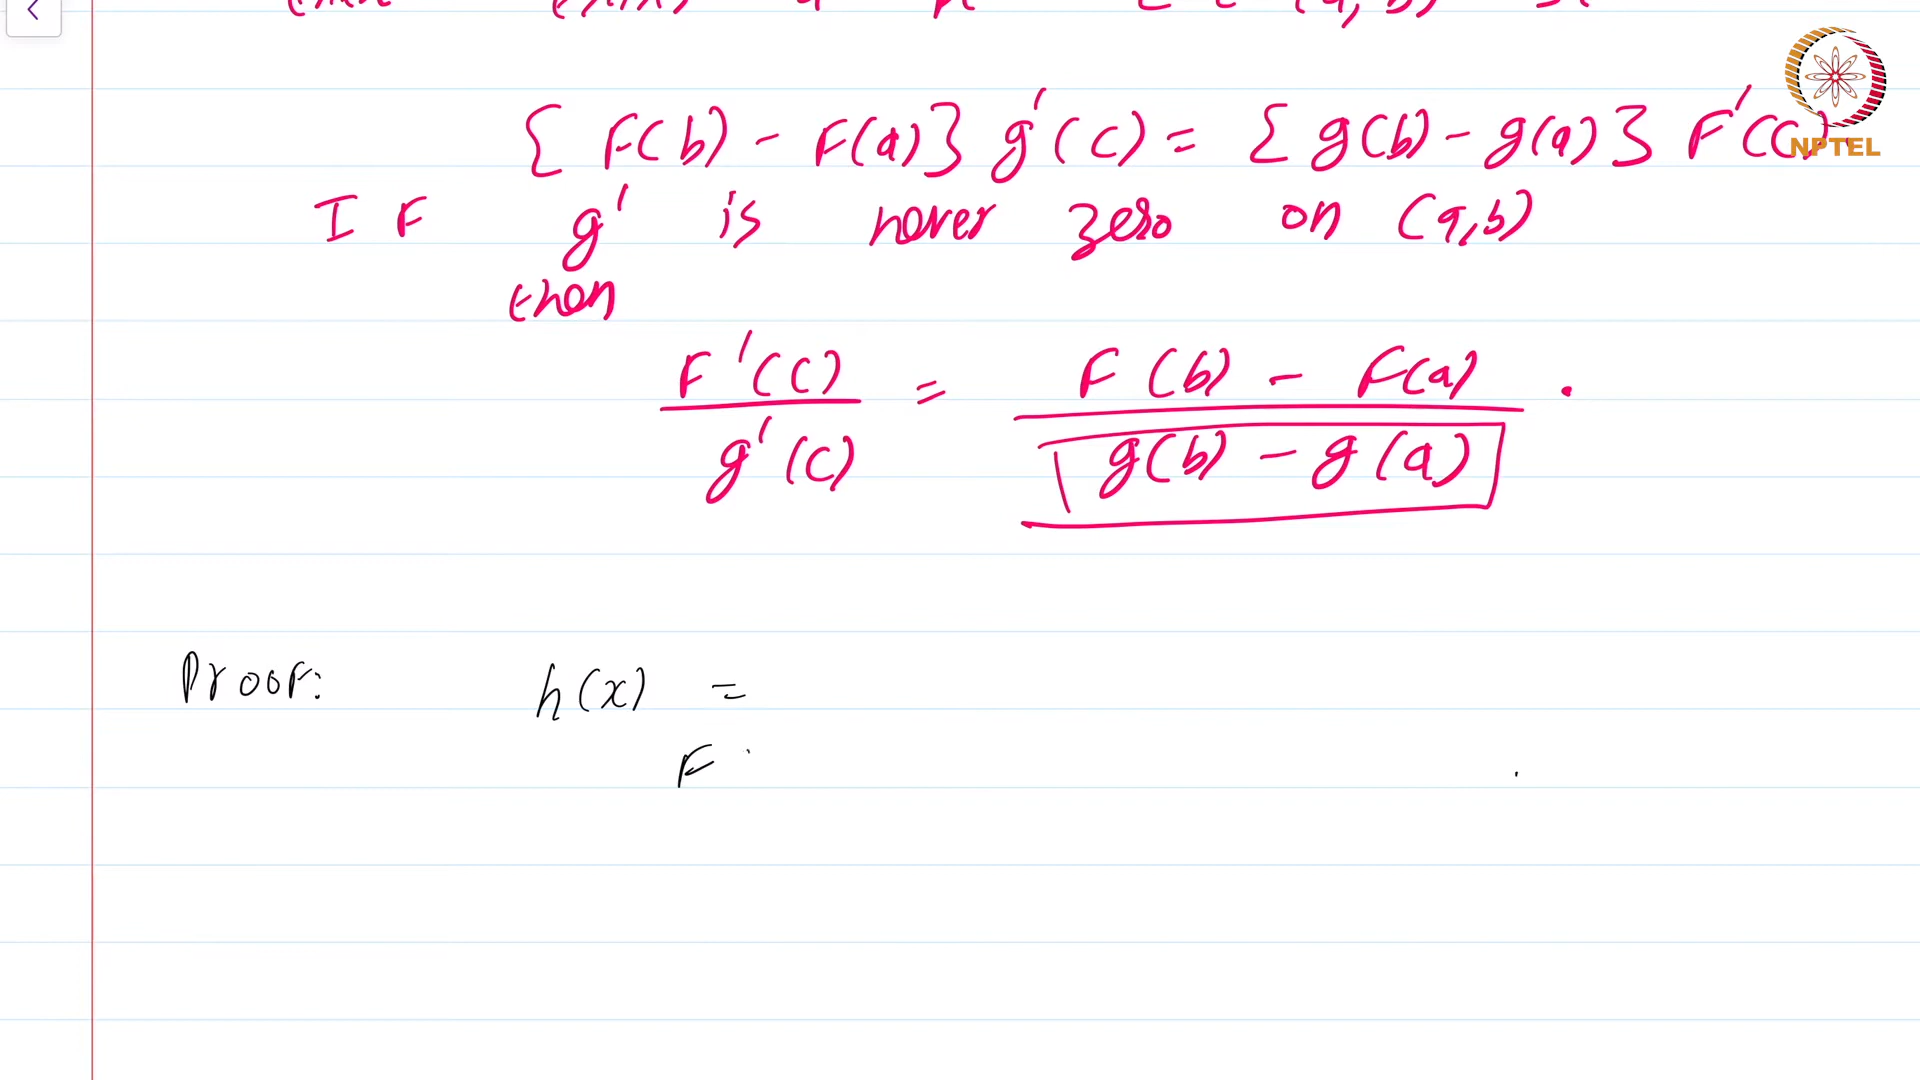 (a, b)
{ F(b) - F(a) } g'(c) = { g(b) - g(a) } F'(c)
NPTEL
IF g' is never zero on (a,b)
then
F'(c) = F(b) - F(a) .
g'(c) g(b) - g(a)
Proof: h(x) =
F